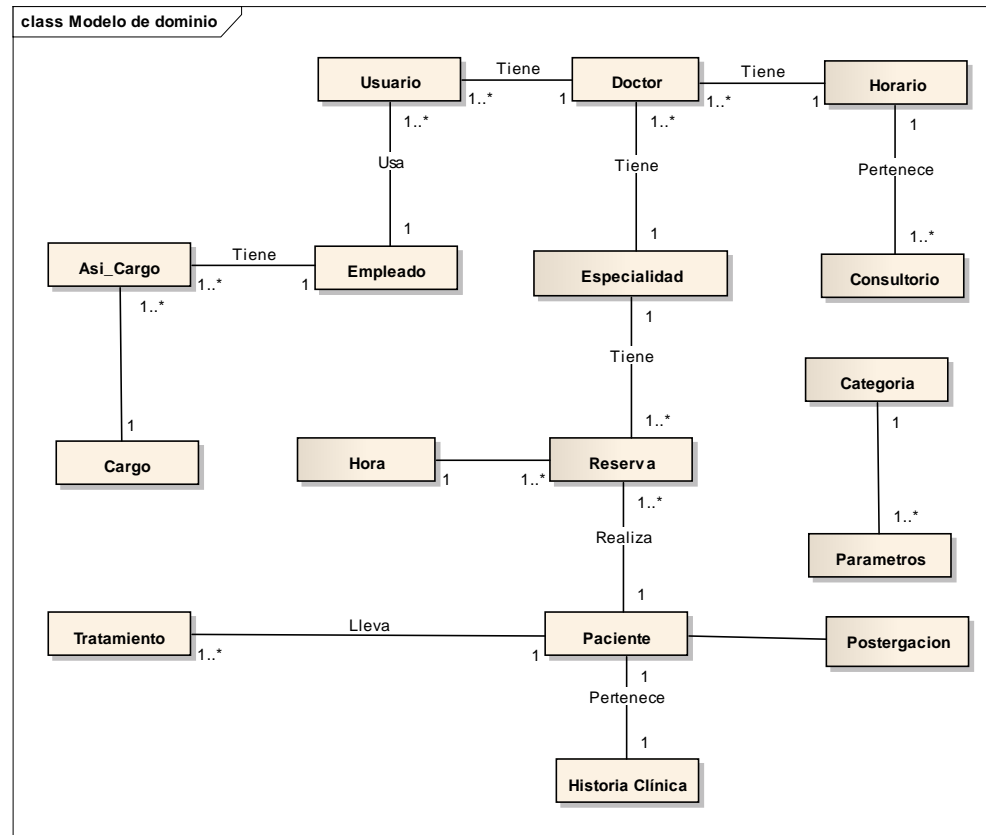 class Modelo de dominio
Usuario
Tiene
1..*
1
Doctor
Tiene
1..*
1
Horario
1..*
1..*
1
Usa
Tiene
Pertenece
1
1
1..*
Asi_Cargo
Tiene
1..*
1
Empleado
Especialidad
Consultorio
1..*
1
Tiene
Categoria
1
1
1..*
Cargo
Hora
1
1..*
Reserva
1..*
1..*
Realiza
Parametros
1
Tratamiento
Lleva
1..*
1
Paciente
Postergacion
1
Pertenece
1
Historia Clínica